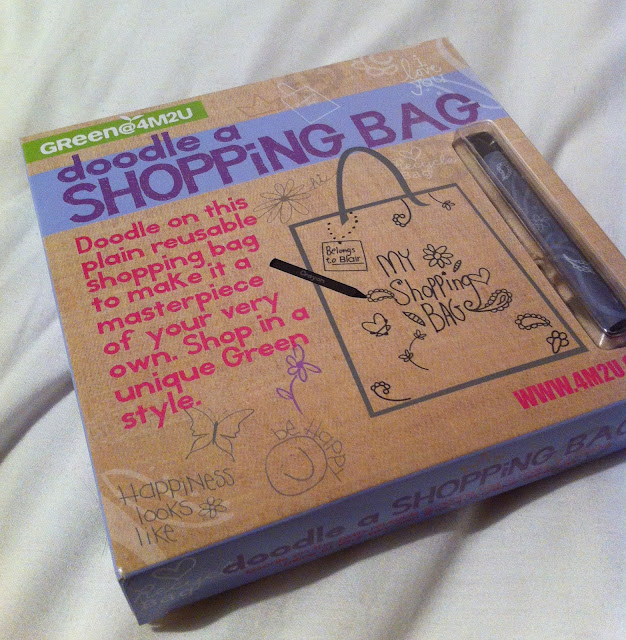 i
love
you
GReen@4M2U
doodle a
SHOPPiNG BAG
Doodle on this
plain reusable
shopping bag
to make it a
masterpiece
of your very
own. Shop in a
unique Green
style.
Belongs
to Blair
MY
Shopping
BAG
WWW.4M2U.
be Happy
HAPPiNESS
looks
like
doodle a SHOPPiNG BAG